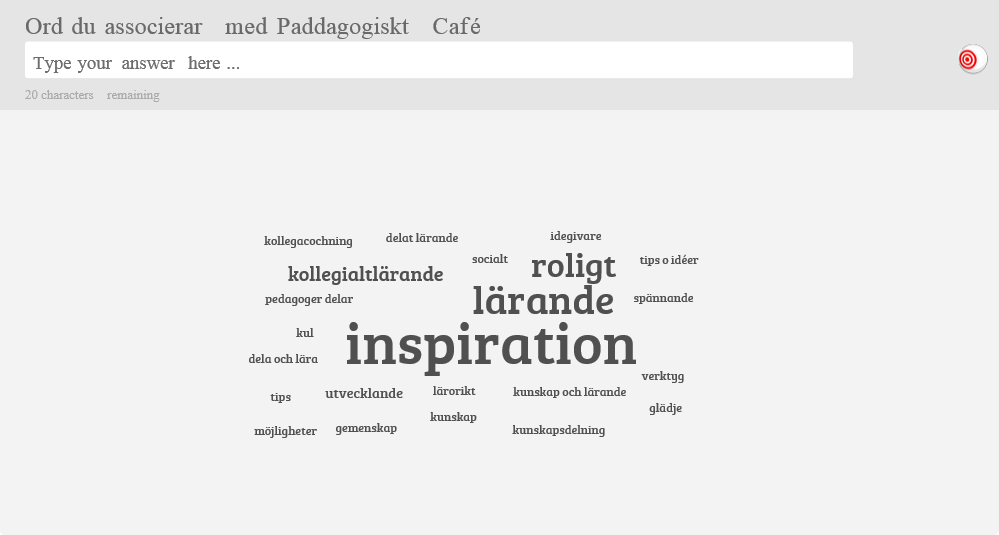 Ord du associerar med Paddagogiskt Café
Type your answer here ...
20 characters remaining
kollegacochning
delat lärande
idegivare
socialt
roligt
tips o idéer
kollegialtlärande
pedagoger delar
lärande
spännande
kul
inspiration
dela och lära
verktyg
tips
utvecklande
lärorikt
kunskap och lärande
glädje
kunskap
möjligheter
gemenskap
kunskapsdelning